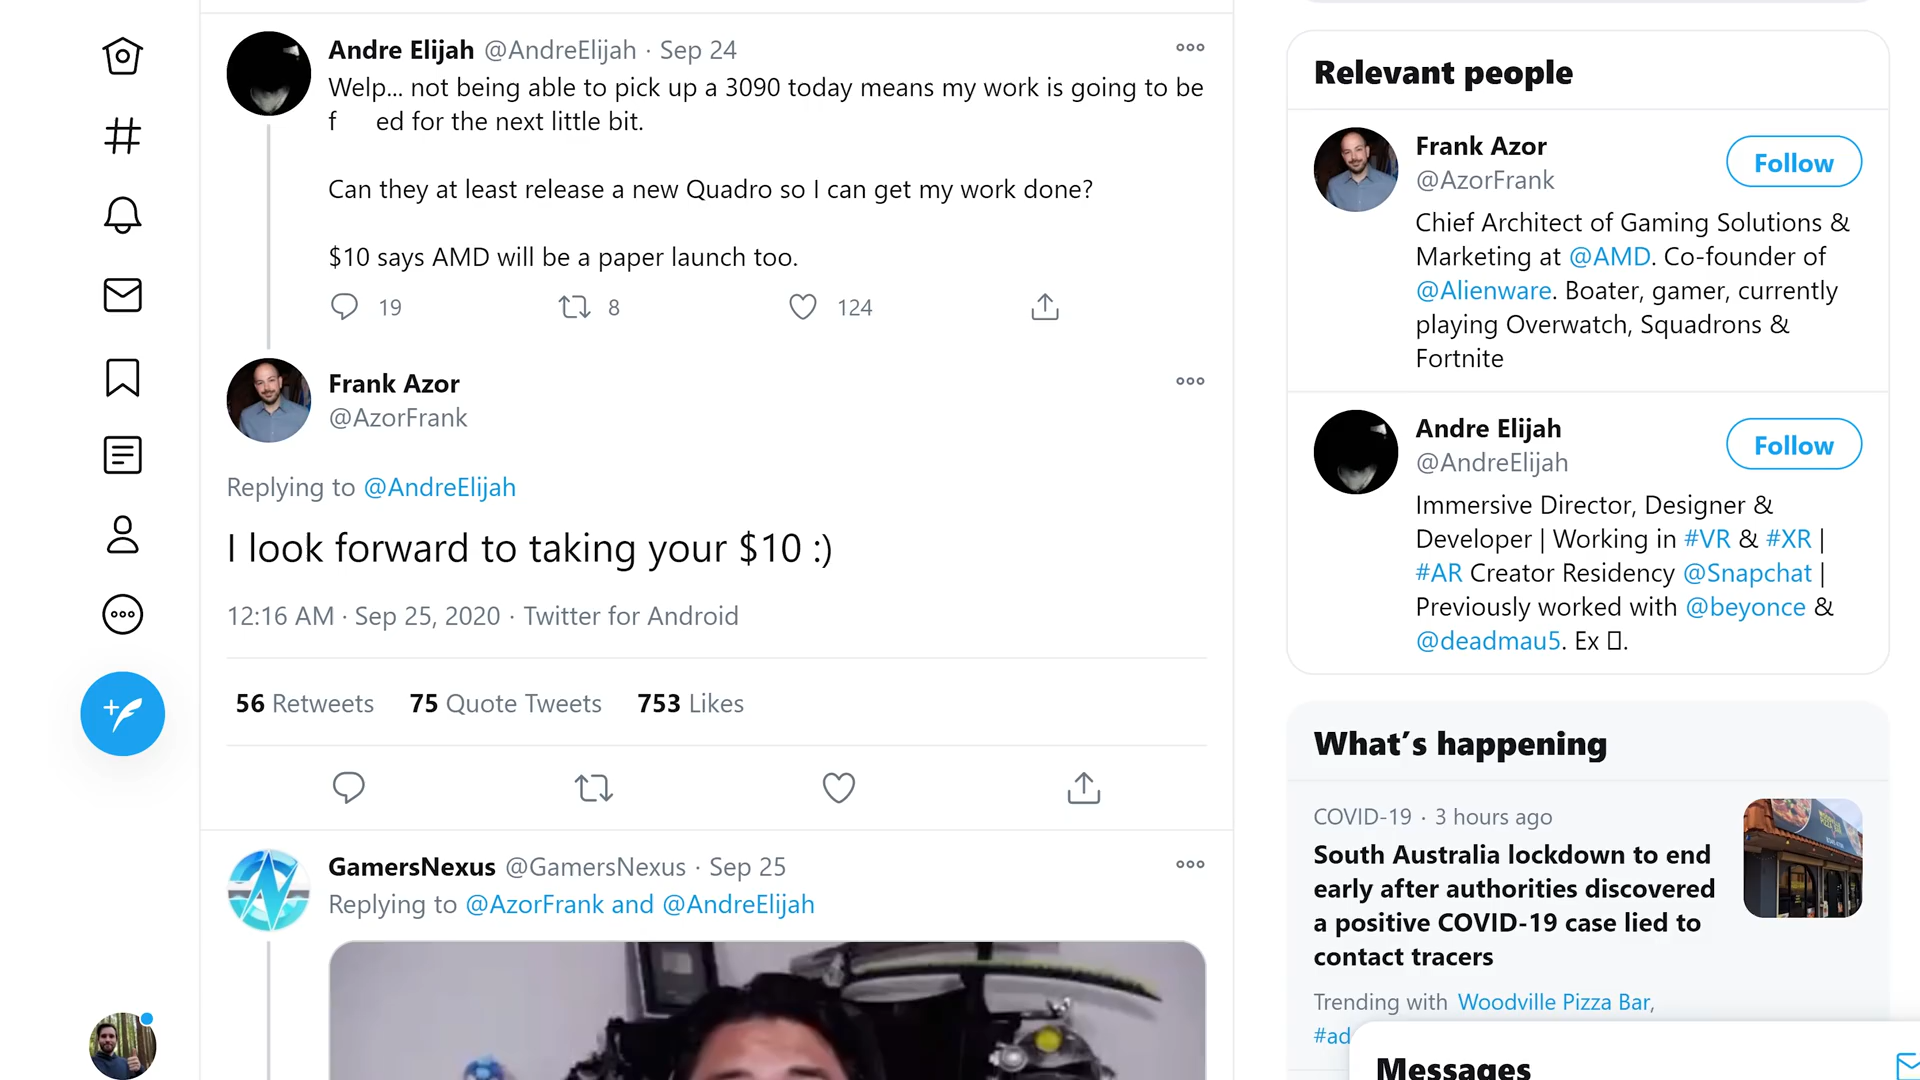 Andre Elijah @AndreElijah · Sep 24
Welp... not being able to pick up a 3090 today means my work is going to be
f ed for the next little bit.
Can they at least release a new Quadro so I can get my work done?
$10 says AMD will be a paper launch too.
19 8 124
Frank Azor
@AzorFrank
Replying to @AndreElijah
I look forward to taking your $10 :)
12:16 AM · Sep 25, 2020 · Twitter for Android
56 Retweets 75 Quote Tweets 753 Likes
GamersNexus @GamersNexus · Sep 25
Replying to @AzorFrank and @AndreElijah
Relevant people
Frank Azor
@AzorFrank
Follow
Chief Architect of Gaming Solutions &
Marketing at @AMD. Co-founder of
@Alienware. Boater, gamer, currently
playing Overwatch, Squadrons &
Fortnite
Andre Elijah
@AndreElijah
Follow
Immersive Director, Designer &
Developer | Working in #VR & #XR |
#AR Creator Residency @Snapchat |
Previously worked with @beyonce &
@deadmau5. Ex .
What's happening
COVID-19 · 3 hours ago
South Australia lockdown to end
early after authorities discovered
a positive COVID-19 case lied to
contact tracers
Trending with Woodville Pizza Bar,
#ad
Messages